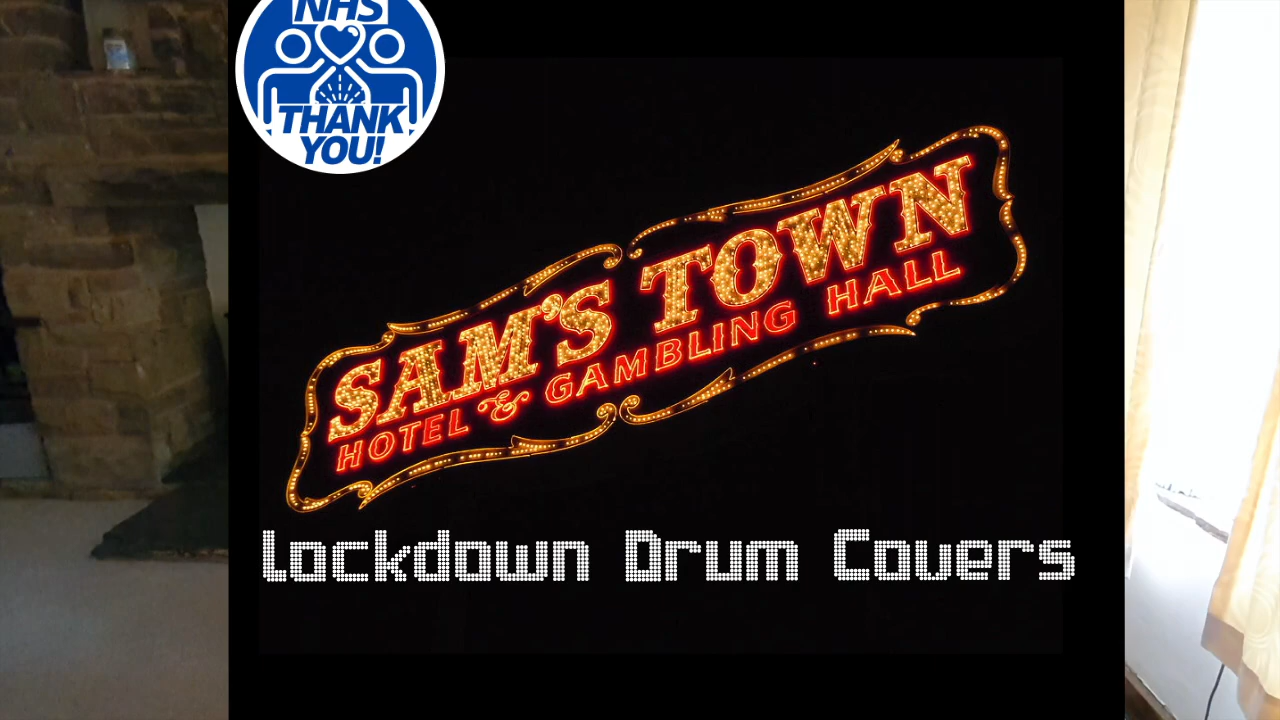 NHS
THANK
YOU!
SAM'S TOWN
HOTEL & GAMBLING HALL
Lockdown Drum Covers